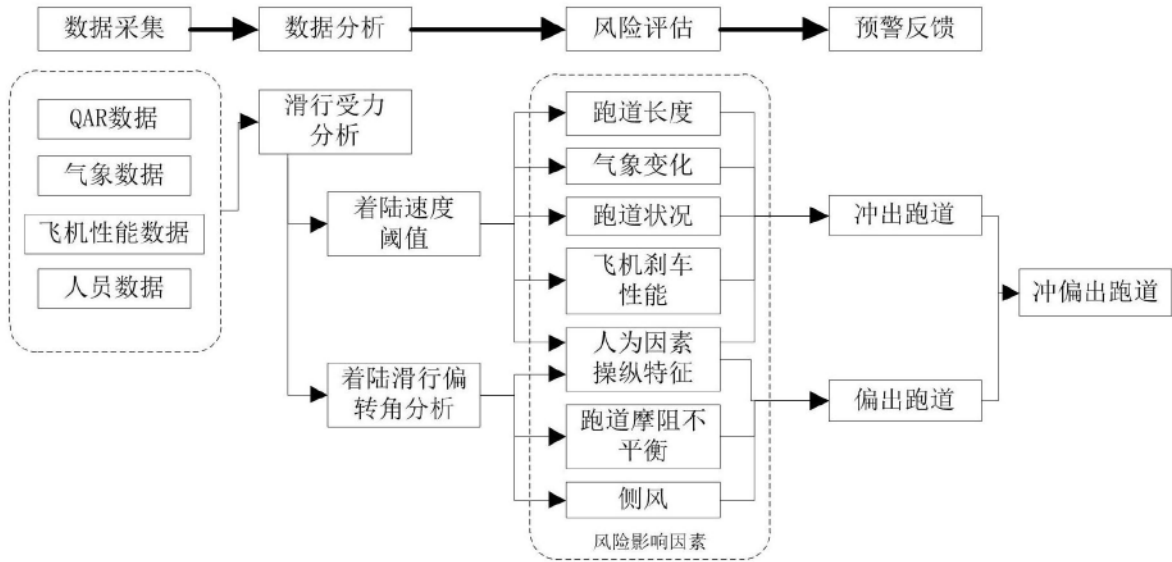 数据采集
数据分析
风险评估
预警反馈
QAR数据
气象数据
飞机性能数据
人员数据
滑行受力
分析
着陆速度
阈值
着陆滑行偏
转角分析
跑道长度
气象变化
跑道状况
飞机刹车
性能
人为因素
操纵特征
跑道摩阻不
平衡
侧风
风险影响因素
冲出跑道
偏出跑道
冲偏出跑道